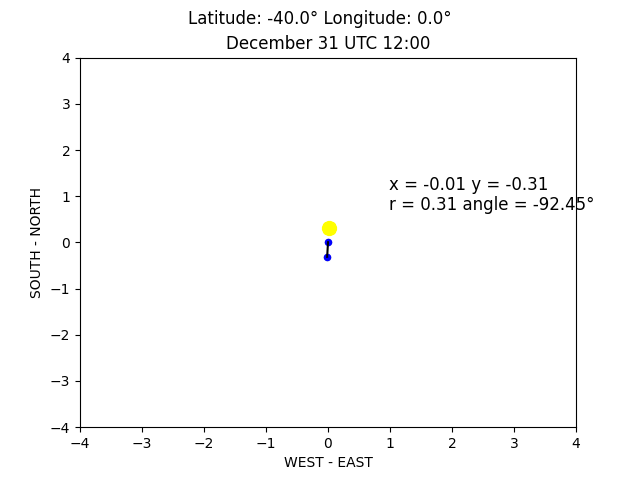 Latitude: -40.0° Longitude: 0.0°
December 31 UTC 12:00
4
3
2
1
0
−1
−2
−3
−4
SOUTH - NORTH
x = -0.01 y = -0.31
r = 0.31 angle = -92.45°
−4 −3 −2 −1 0 1 2 3 4
WEST - EAST